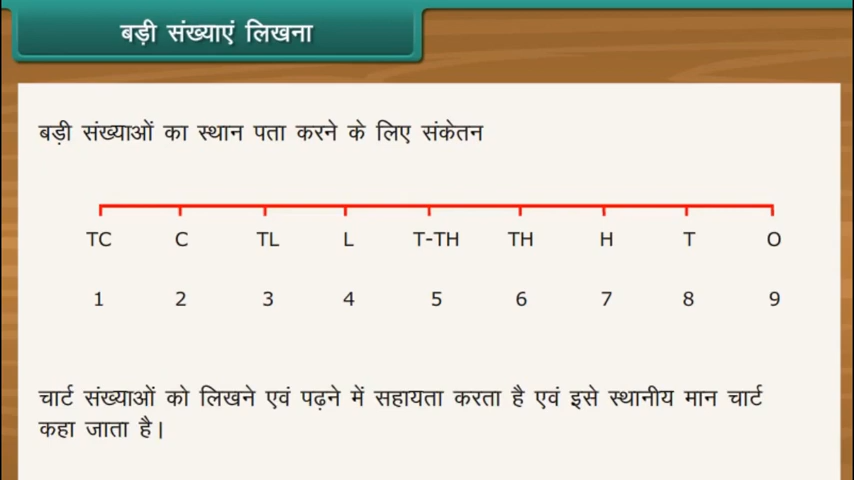 बड़ी संख्याएं लिखना
बड़ी संख्याओं का स्थान पता करने के लिए संकेतन
TC C TL L T-TH TH H T O
1 2 3 4 5 6 7 8 9
चार्ट संख्याओं को लिखने एवं पढ़ने में सहायता करता है एवं इसे स्थानीय मान चार्ट
कहा जाता है।